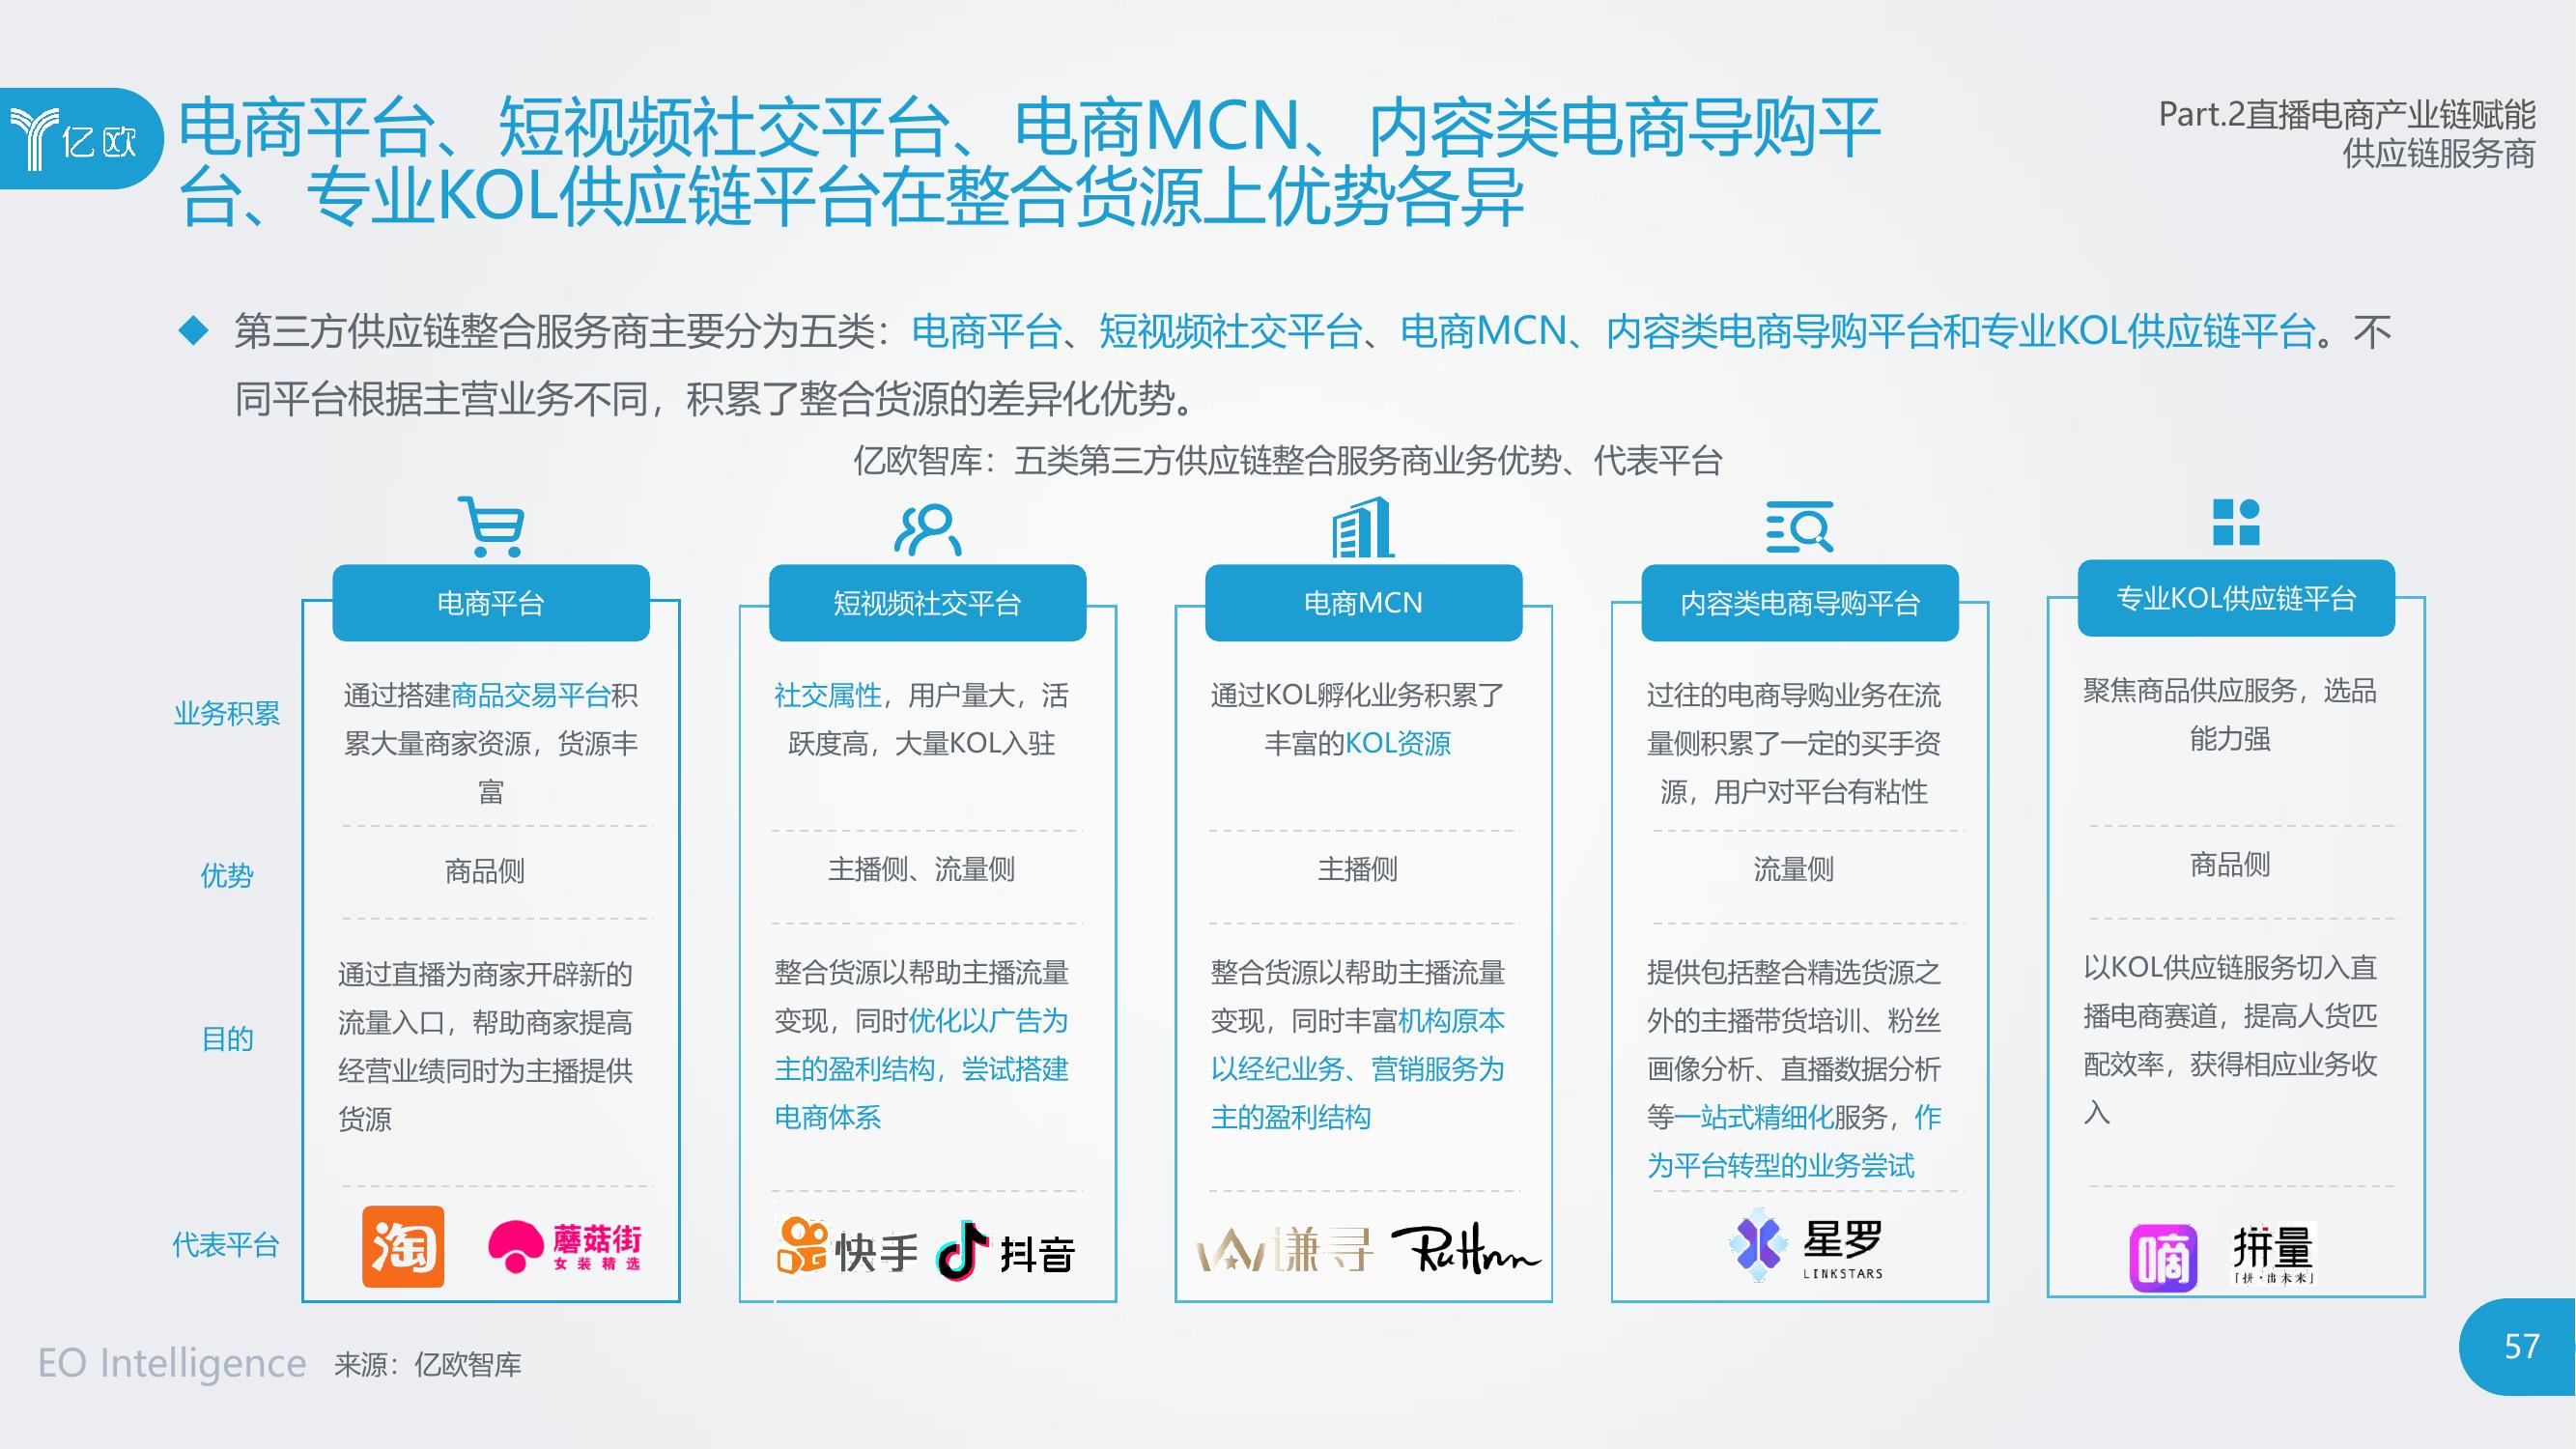 亿欧
电商平台、短视频社交平台、电商MCN、内容类电商导购平
台、专业KOL供应链平台在整合货源上优势各异
Part.2直播电商产业链赋能
供应链服务商
第三方供应链整合服务商主要分为五类：电商平台、短视频社交平台、电商MCN、内容类电商导购平台和专业KOL供应链平台。不
同平台根据主营业务不同，积累了整合货源的差异化优势。
亿欧智库：五类第三方供应链整合服务商业务优势、代表平台
业务积累
优势
目的
代表平台
电商平台
通过搭建商品交易平台积
累大量商家资源，货源丰
富
商品侧
通过直播为商家开辟新的
流量入口，帮助商家提高
经营业绩同时为主播提供
货源
淘
蘑菇街
女装精选
短视频社交平台
社交属性，用户量大，活
跃度高，大量KOL入驻
主播侧、流量侧
整合货源以帮助主播流量
变现，同时优化以广告为
主的盈利结构，尝试搭建
电商体系
快手
抖音
电商MCN
通过KOL孵化业务积累了
丰富的KOL资源
主播侧
整合货源以帮助主播流量
变现，同时丰富机构原本
以经纪业务、营销服务为
主的盈利结构
谦寻
Ruhnn
内容类电商导购平台
过往的电商导购业务在流
量侧积累了一定的买手资
源，用户对平台有粘性
流量侧
提供包括整合精选货源之
外的主播带货培训、粉丝
画像分析、直播数据分析
等一站式精细化服务，作
为平台转型的业务尝试
星罗
LINKSTARS
专业KOL供应链平台
聚焦商品供应服务，选品
能力强
商品侧
以KOL供应链服务切入直
播电商赛道，提高人货匹
配效率，获得相应业务收
入
嘀
拼量
「拼·出未来」
EO Intelligence
来源：亿欧智库
57